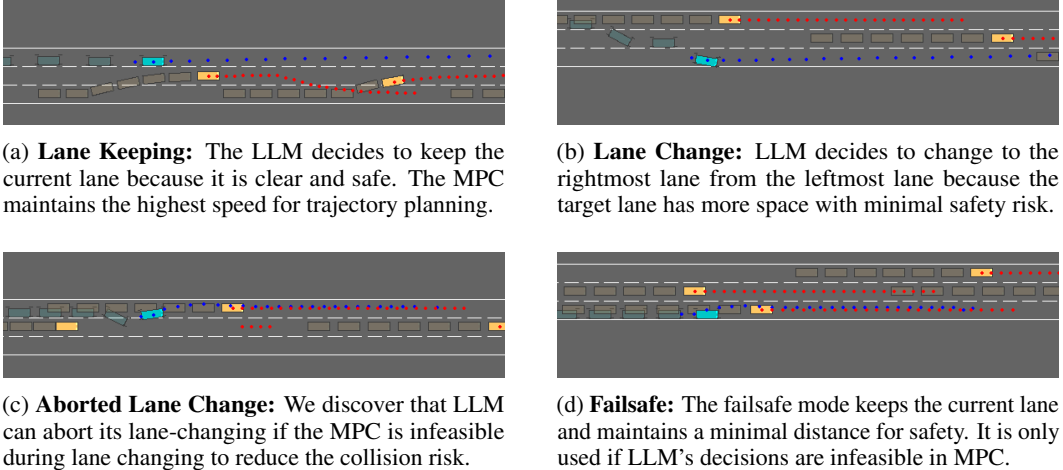 (a) Lane Keeping: The LLM decides to keep the
current lane because it is clear and safe. The MPC
maintains the highest speed for trajectory planning.
(b) Lane Change: LLM decides to change to the
rightmost lane from the leftmost lane because the
target lane has more space with minimal safety risk.
(c) Aborted Lane Change: We discover that LLM
can abort its lane-changing if the MPC is infeasible
during lane changing to reduce the collision risk.
(d) Failsafe: The failsafe mode keeps the current lane
and maintains a minimal distance for safety. It is only
used if LLM's decisions are infeasible in MPC.